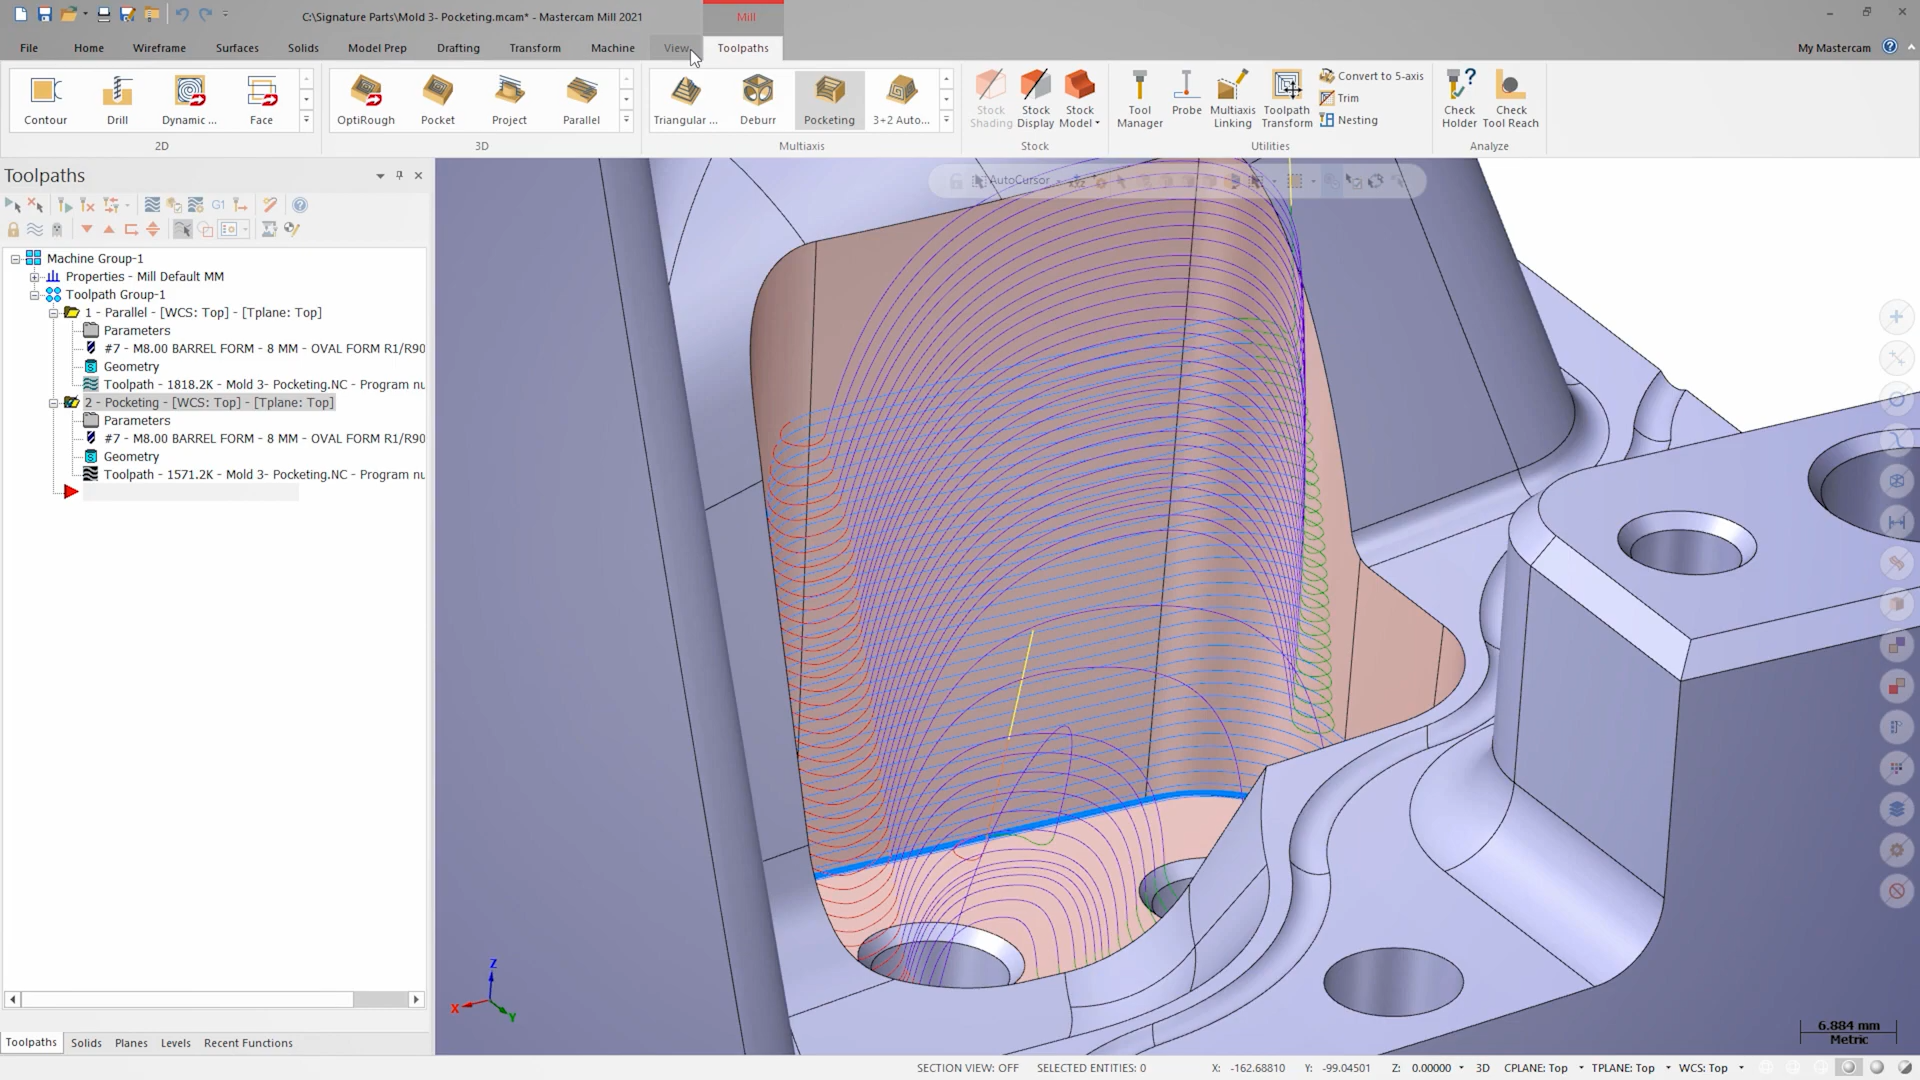 C:\Signature Parts\Mold 3- Pocketing.mcam* - Mastercam Mill 2021
Mill
File Home Wireframe Surfaces Solids Model Prep Drafting Transform Machine View Toolpaths My Mastercam
Contour Drill Dynamic ... Face
2D
OptiRough Pocket Project Parallel
3D
Triangular ... Deburr Pocketing 3+2 Auto...
Multiaxis
Stock Shading
Stock Display
Stock Model
Stock
Tool Manager
Probe
Multiaxis Linking
Toolpath Transform
Convert to 5-axis
Trim
Nesting
Utilities
Check Holder
Check Tool Reach
Analyze
Toolpaths
G1
AutoCursor
Machine Group-1
Properties - Mill Default MM
Toolpath Group-1
1 - Parallel - [WCS: Top] - [Tplane: Top]
Parameters
#7 - M8.00 BARREL FORM - 8 MM - OVAL FORM R1/R90
Geometry
Toolpath - 1818.2K - Mold 3- Pocketing.NC - Program nu
2 - Pocketing - [WCS: Top] - [Tplane: Top]
Parameters
#7 - M8.00 BARREL FORM - 8 MM - OVAL FORM R1/R90
Geometry
Toolpath - 1571.2K - Mold 3- Pocketing.NC - Program nu
Z
X
Y
6.884 mm
Metric
Toolpaths Solids Planes Levels Recent Functions
SECTION VIEW: OFF SELECTED ENTITIES: 0 X: -162.68810 Y: -99.04501 Z: 0.00000 3D CPLANE: Top TPLANE: Top WCS: Top